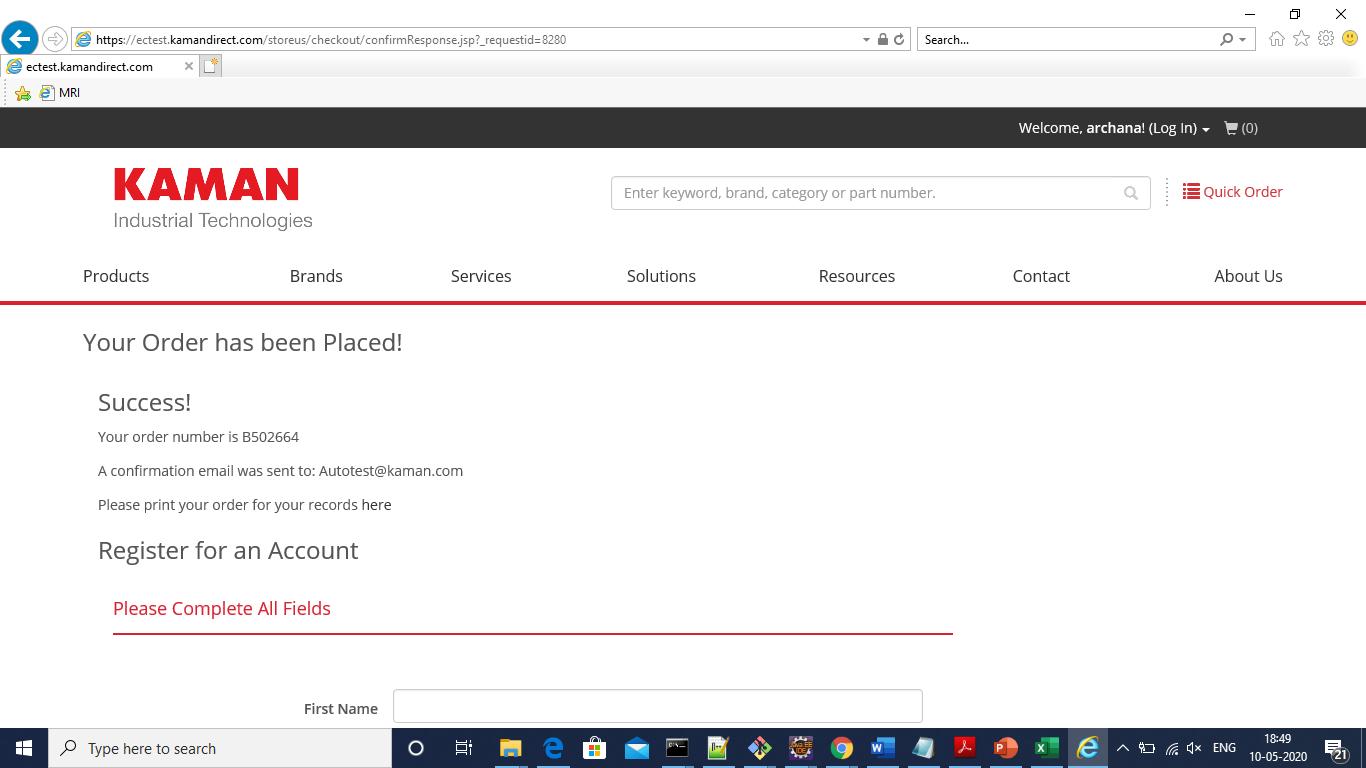 https://ectest.kamandirect.com/storeus/checkout/confirmResponse.jsp?_requestid=8280
Search...
ectest.kamandirect.com
MRI
Welcome, archana! (Log In)
(0)
KAMAN
Industrial Technologies
Enter keyword, brand, category or part number.
Quick Order
Products Brands Services Solutions Resources Contact About Us
Your Order has been Placed!
Success!
Your order number is B502664
A confirmation email was sent to: Autotest@kaman.com
Please print your order for your records here
Register for an Account
Please Complete All Fields
First Name
Type here to search
ENG
18:49
10-05-2020
21